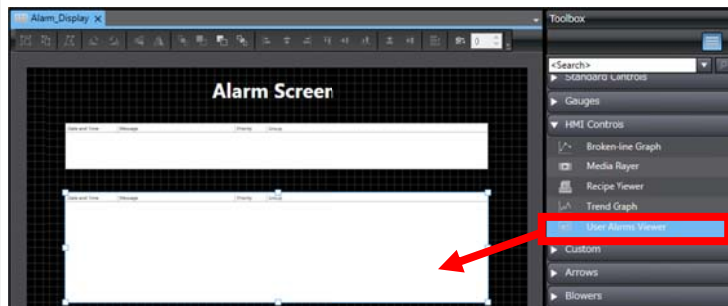 Alarm_Display
Toolbox
0
<Search>
Standard Controls
Gauges
HMI Controls
Broken-line Graph
Media Player
Recipe Viewer
Trend Graph
User Alarms Viewer
Custom
Arrows
Blowers
Alarm Screen
Date and Time Message Priority Group
Date and Time Message Priority Group